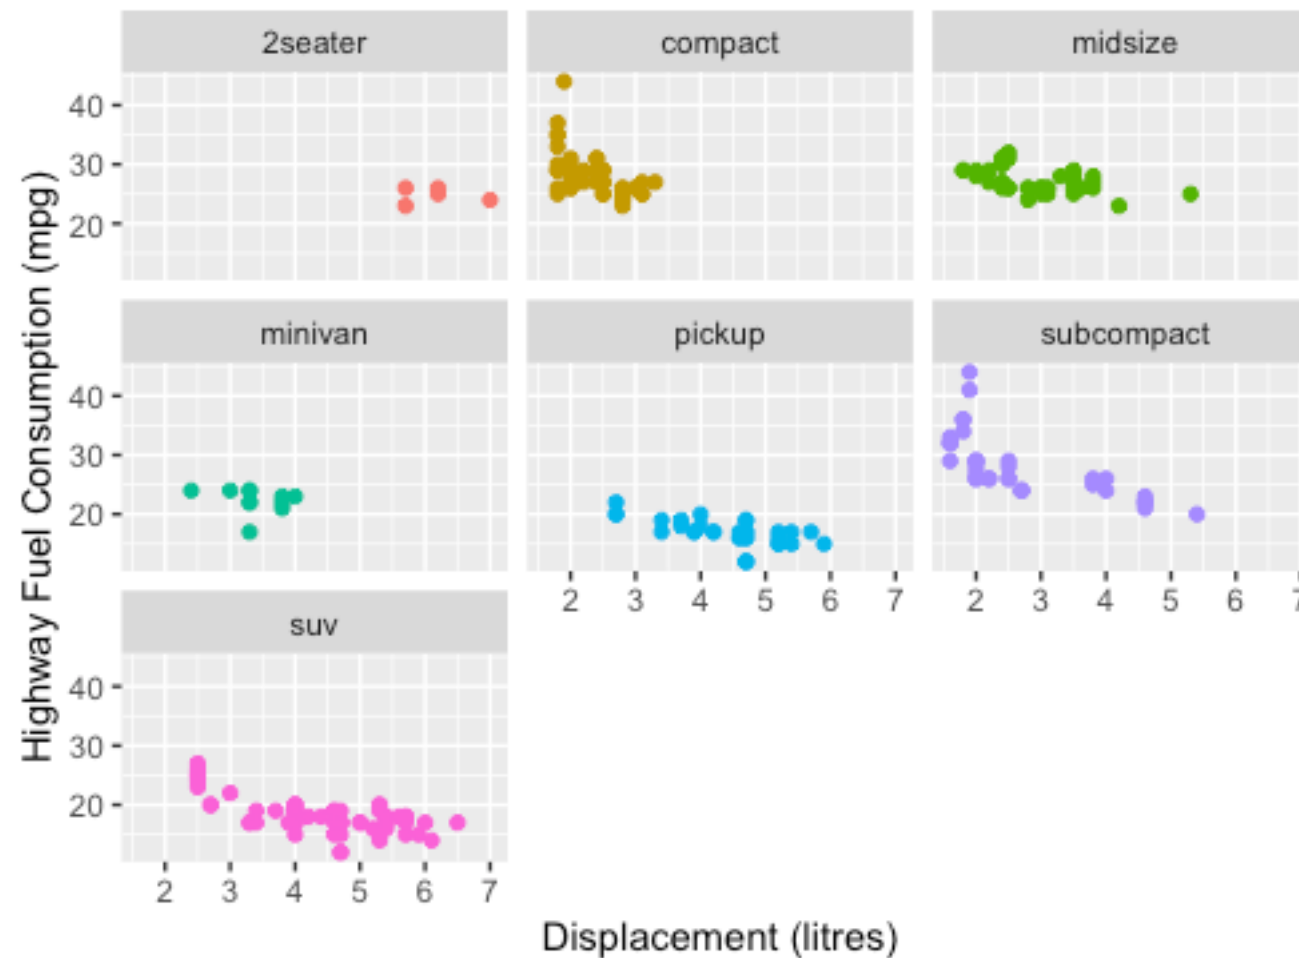 2seater
compact
midsize
40
30
20
minivan
pickup
subcompact
40
30
20
2 3 4 5 6 7
2 3 4 5 6 7
suv
40
30
20
2 3 4 5 6 7
Highway Fuel Consumption (mpg)
Displacement (litres)